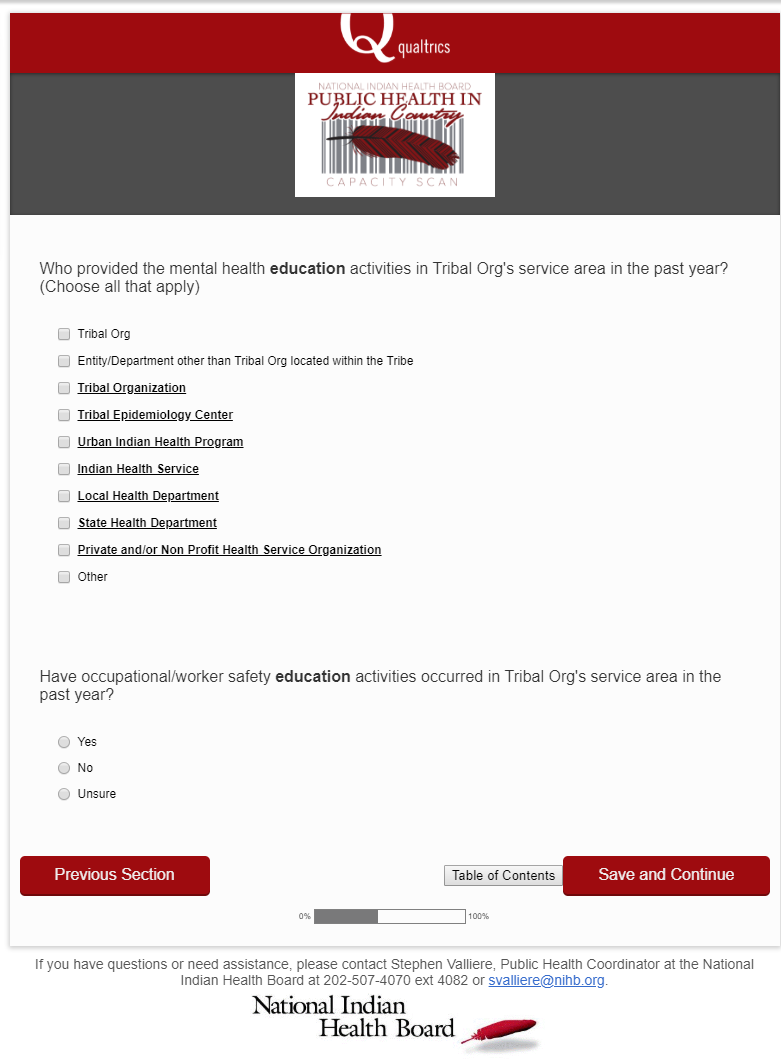 Q qualtrics
NATIONAL INDIAN HEALTH BOARD
PUBLIC HEALTH IN
Indian Country
CAPACITY SCAN
Who provided the mental health education activities in Tribal Org's service area in the past year?
(Choose all that apply)
Tribal Org
Entity/Department other than Tribal Org located within the Tribe
Tribal Organization
Tribal Epidemiology Center
Urban Indian Health Program
Indian Health Service
Local Health Department
State Health Department
Private and/or Non Profit Health Service Organization
Other
Have occupational/worker safety education activities occurred in Tribal Org's service area in the
past year?
Yes
No
Unsure
Previous Section
Table of Contents
Save and Continue
0% 100%
If you have questions or need assistance, please contact Stephen Valliere, Public Health Coordinator at the National
Indian Health Board at 202-507-4070 ext 4082 or svalliere@nihb.org.
National Indian
Health Board